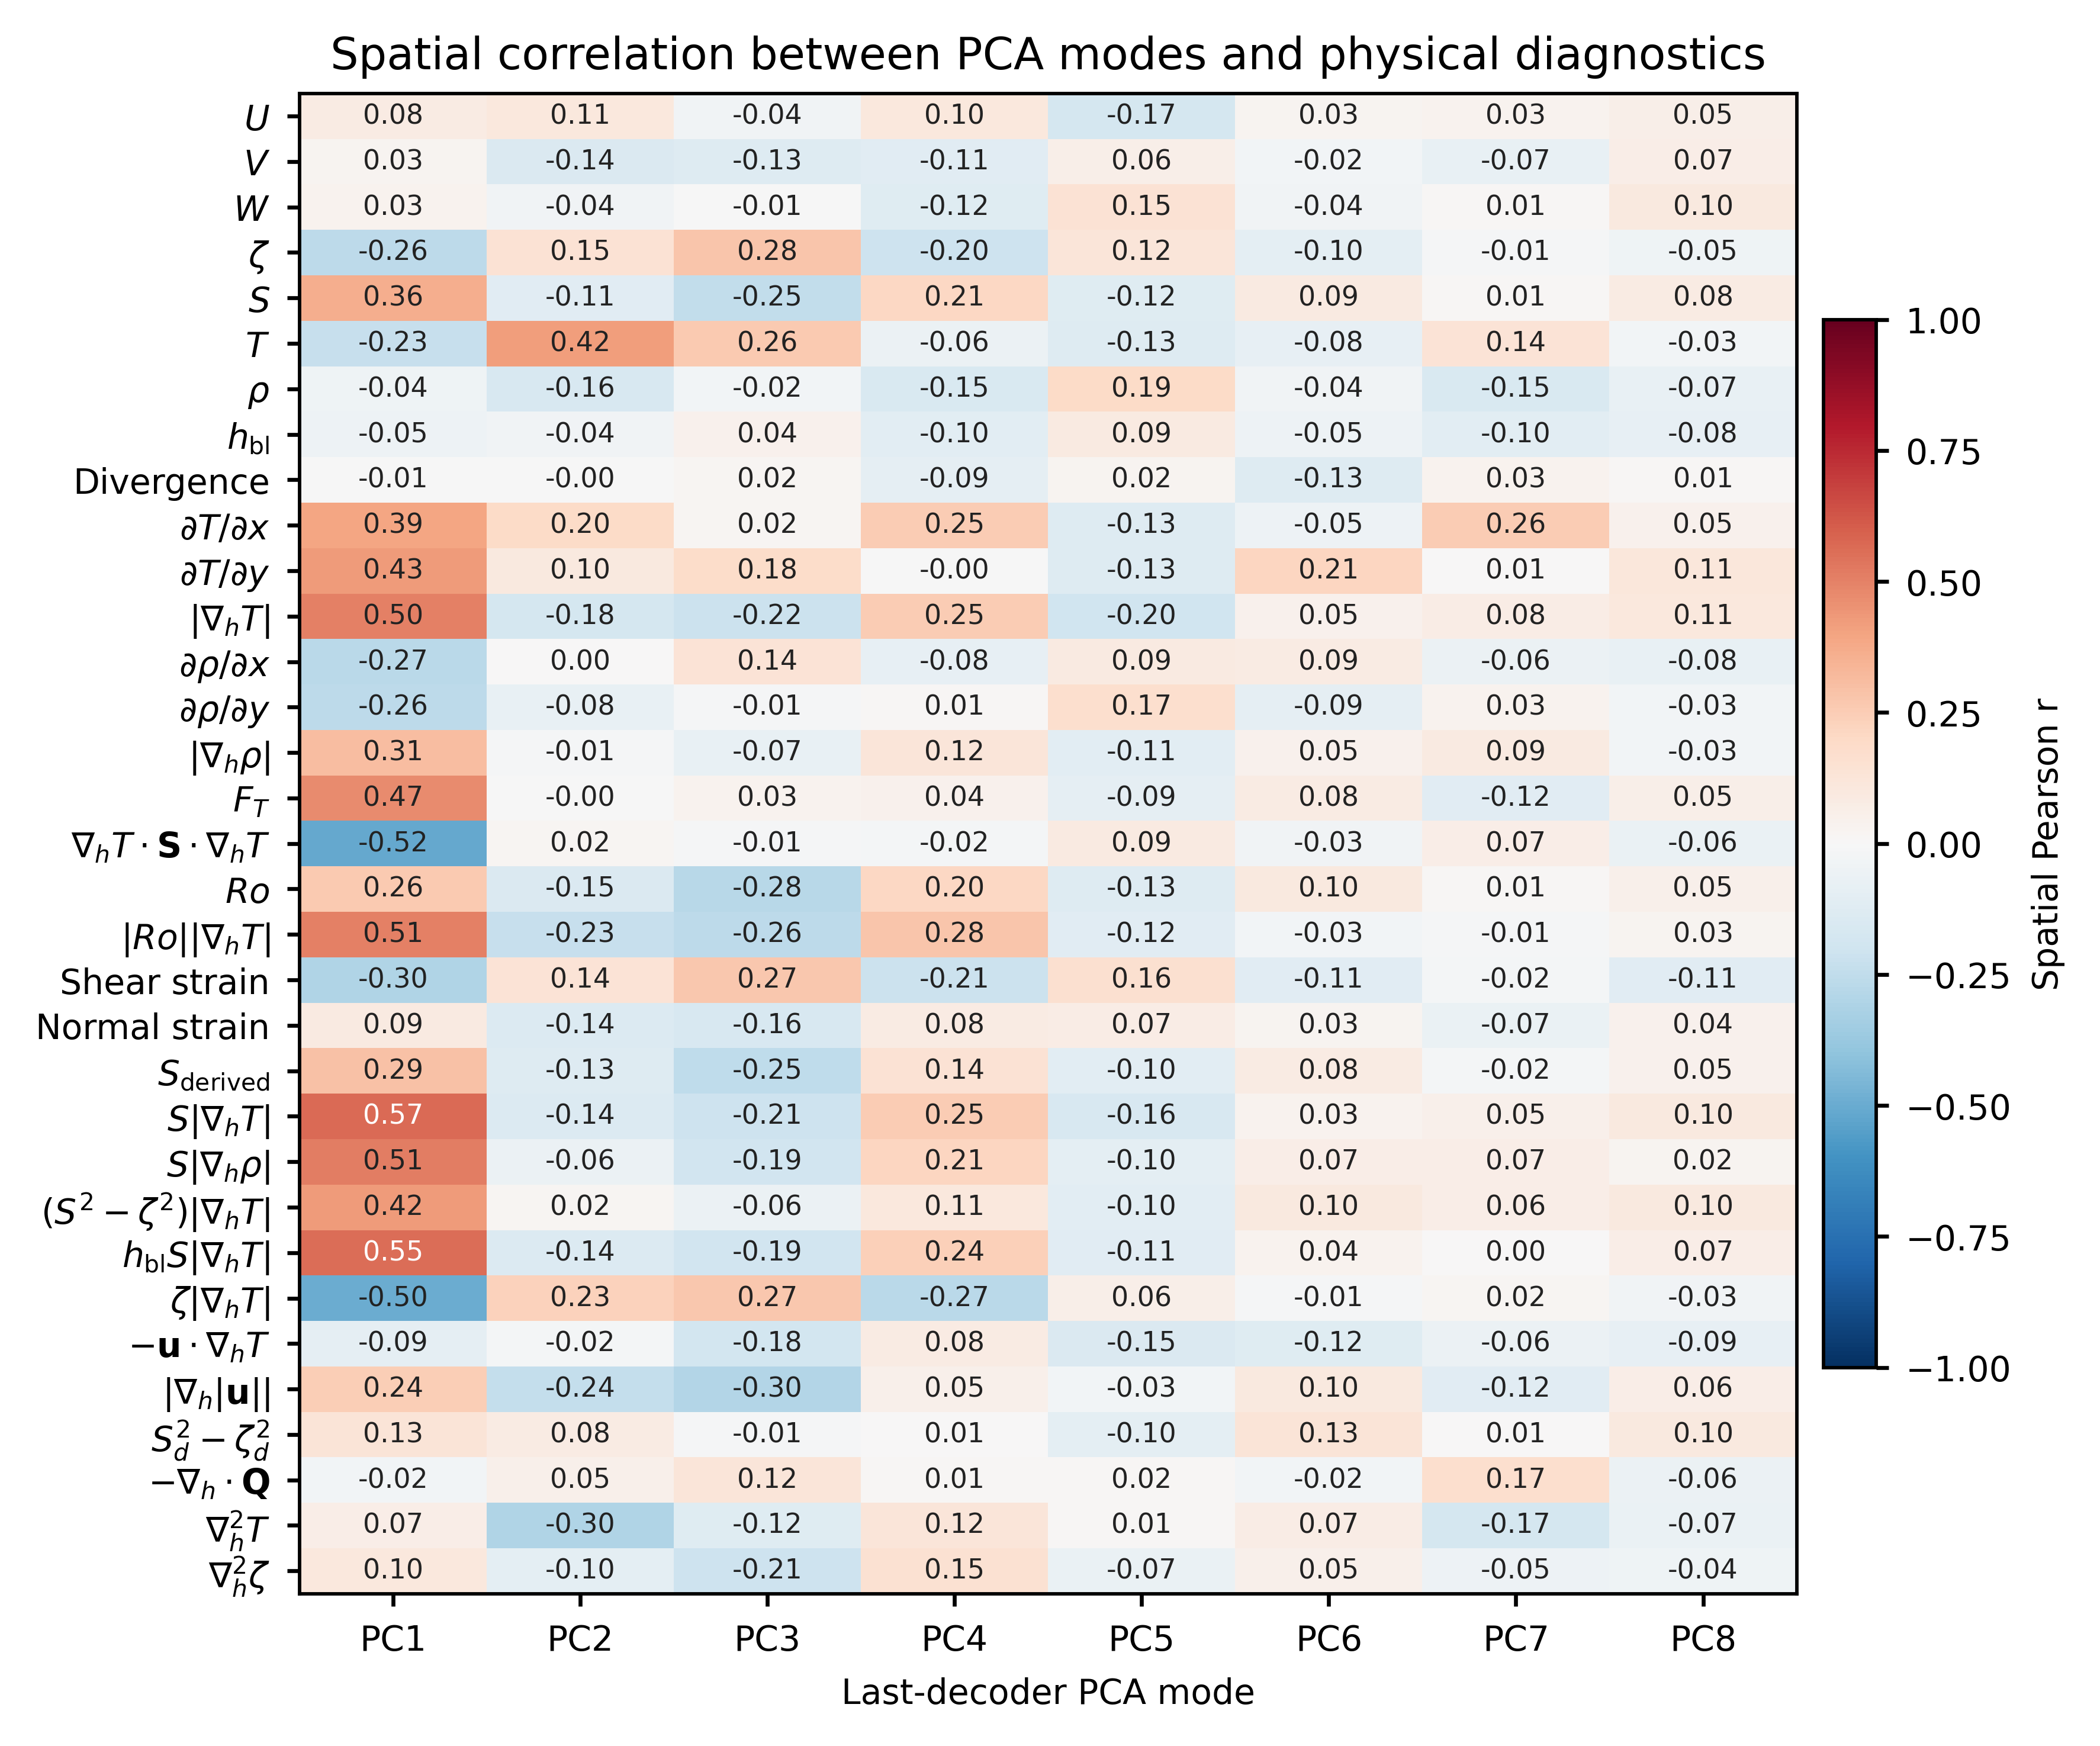 Spatial correlation between PCA modes and physical diagnostics
U 0.08 0.11 -0.04 0.10 -0.17 0.03 0.03 0.05
V 0.03 -0.14 -0.13 -0.11 0.06 -0.02 -0.07 0.07
W 0.03 -0.04 -0.01 -0.12 0.15 -0.04 0.01 0.10
ζ -0.26 0.15 0.28 -0.20 0.12 -0.10 -0.01 -0.05
S 0.36 -0.11 -0.25 0.21 -0.12 0.09 0.01 0.08
T -0.23 0.42 0.26 -0.06 -0.13 -0.08 0.14 -0.03
ρ -0.04 -0.16 -0.02 -0.15 0.19 -0.04 -0.15 -0.07
h_bl -0.05 -0.04 0.04 -0.10 0.09 -0.05 -0.10 -0.08
Divergence -0.01 -0.00 0.02 -0.09 0.02 -0.13 0.03 0.01
∂T/∂x 0.39 0.20 0.02 0.25 -0.13 -0.05 0.26 0.05
∂T/∂y 0.43 0.10 0.18 -0.00 -0.13 0.21 0.01 0.11
|∇_hT| 0.50 -0.18 -0.22 0.25 -0.20 0.05 0.08 0.11
∂ρ/∂x -0.27 0.00 0.14 -0.08 0.09 0.09 -0.06 -0.08
∂ρ/∂y -0.26 -0.08 -0.01 0.01 0.17 -0.09 0.03 -0.03
|∇_hρ| 0.31 -0.01 -0.07 0.12 -0.11 0.05 0.09 -0.03
F_T 0.47 -0.00 0.03 0.04 -0.09 0.08 -0.12 0.05
∇_hT · S · ∇_hT -0.52 0.02 -0.01 -0.02 0.09 -0.03 0.07 -0.06
Ro 0.26 -0.15 -0.28 0.20 -0.13 0.10 0.01 0.05
|Ro||∇_hT| 0.51 -0.23 -0.26 0.28 -0.12 -0.03 -0.01 0.03
Shear strain -0.30 0.14 0.27 -0.21 0.16 -0.11 -0.02 -0.11
Normal strain 0.09 -0.14 -0.16 0.08 0.07 0.03 -0.07 0.04
S_derived 0.29 -0.13 -0.25 0.14 -0.10 0.08 -0.02 0.05
S|∇_hT| 0.57 -0.14 -0.21 0.25 -0.16 0.03 0.05 0.10
S|∇_hρ| 0.51 -0.06 -0.19 0.21 -0.10 0.07 0.07 0.02
(S² − ζ²)|∇_hT| 0.42 0.02 -0.06 0.11 -0.10 0.10 0.06 0.10
h_blS|∇_hT| 0.55 -0.14 -0.19 0.24 -0.11 0.04 0.00 0.07
ζ|∇_hT| -0.50 0.23 0.27 -0.27 0.06 -0.01 0.02 -0.03
−u · ∇_hT -0.09 -0.02 -0.18 0.08 -0.15 -0.12 -0.06 -0.09
|∇_h|u|| 0.24 -0.24 -0.30 0.05 -0.03 0.10 -0.12 0.06
S_d² − ζ_d² 0.13 0.08 -0.01 0.01 -0.10 0.13 0.01 0.10
−∇_h · Q -0.02 0.05 0.12 0.01 0.02 -0.02 0.17 -0.06
∇_h²T 0.07 -0.30 -0.12 0.12 0.01 0.07 -0.17 -0.07
∇_h²ζ 0.10 -0.10 -0.21 0.15 -0.07 0.05 -0.05 -0.04
PC1 PC2 PC3 PC4 PC5 PC6 PC7 PC8
Last-decoder PCA mode
1.00
0.75
0.50
0.25
0.00
−0.25
−0.50
−0.75
−1.00
Spatial Pearson r